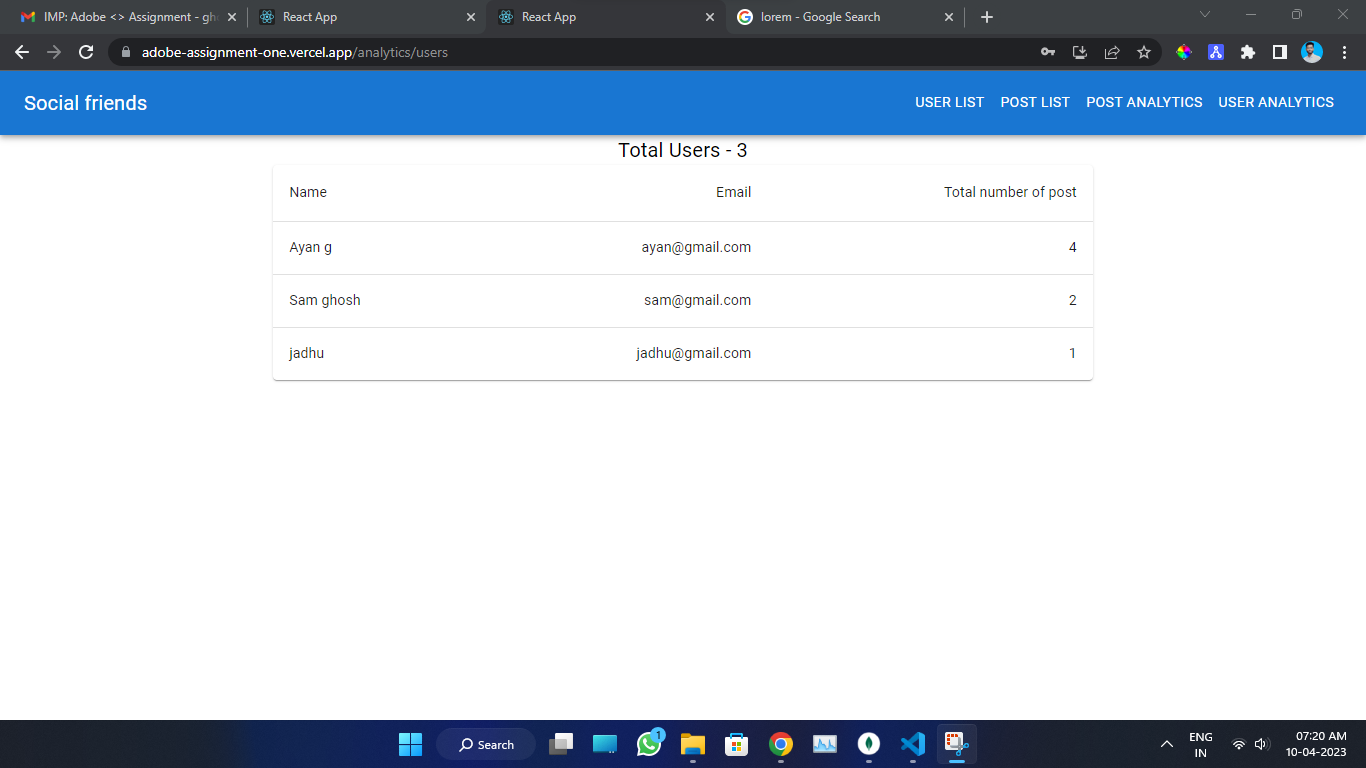 IMP: Adobe <> Assignment - gh
React App
React App
lorem - Google Search
adobe-assignment-one.vercel.app/analytics/users
Social friends
USER LIST POST LIST POST ANALYTICS USER ANALYTICS
Total Users - 3
Name Email Total number of post
Ayan g ayan@gmail.com 4
Sam ghosh sam@gmail.com 2
jadhu jadhu@gmail.com 1
Search
1
ENG
IN
07:20 AM
10-04-2023